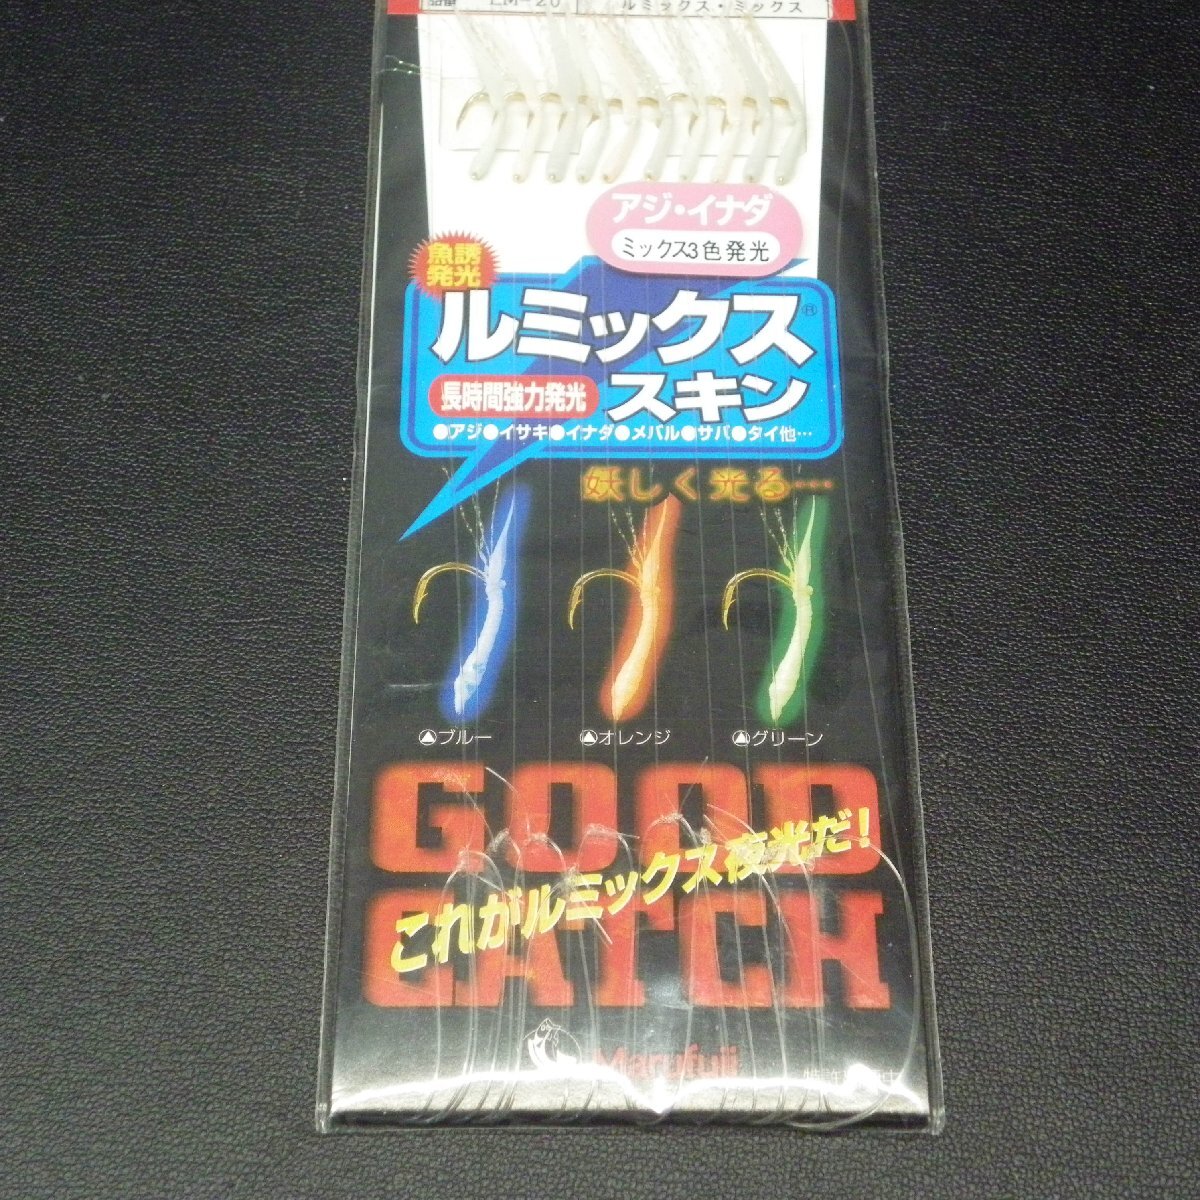 品番 LM-20 ルミックス・ミックス
アジ・イナダ
ミックス3色発光
魚誘
発光
ルミックス®
長時間強力発光 スキン
●アジ●イサキ●イナダ●メバル●サバ●タイ他…
妖しく光る…
▲ブルー ▲オレンジ ▲グリーン
GOOD
これがルミックス夜光だ!
CATCH
Marufuji